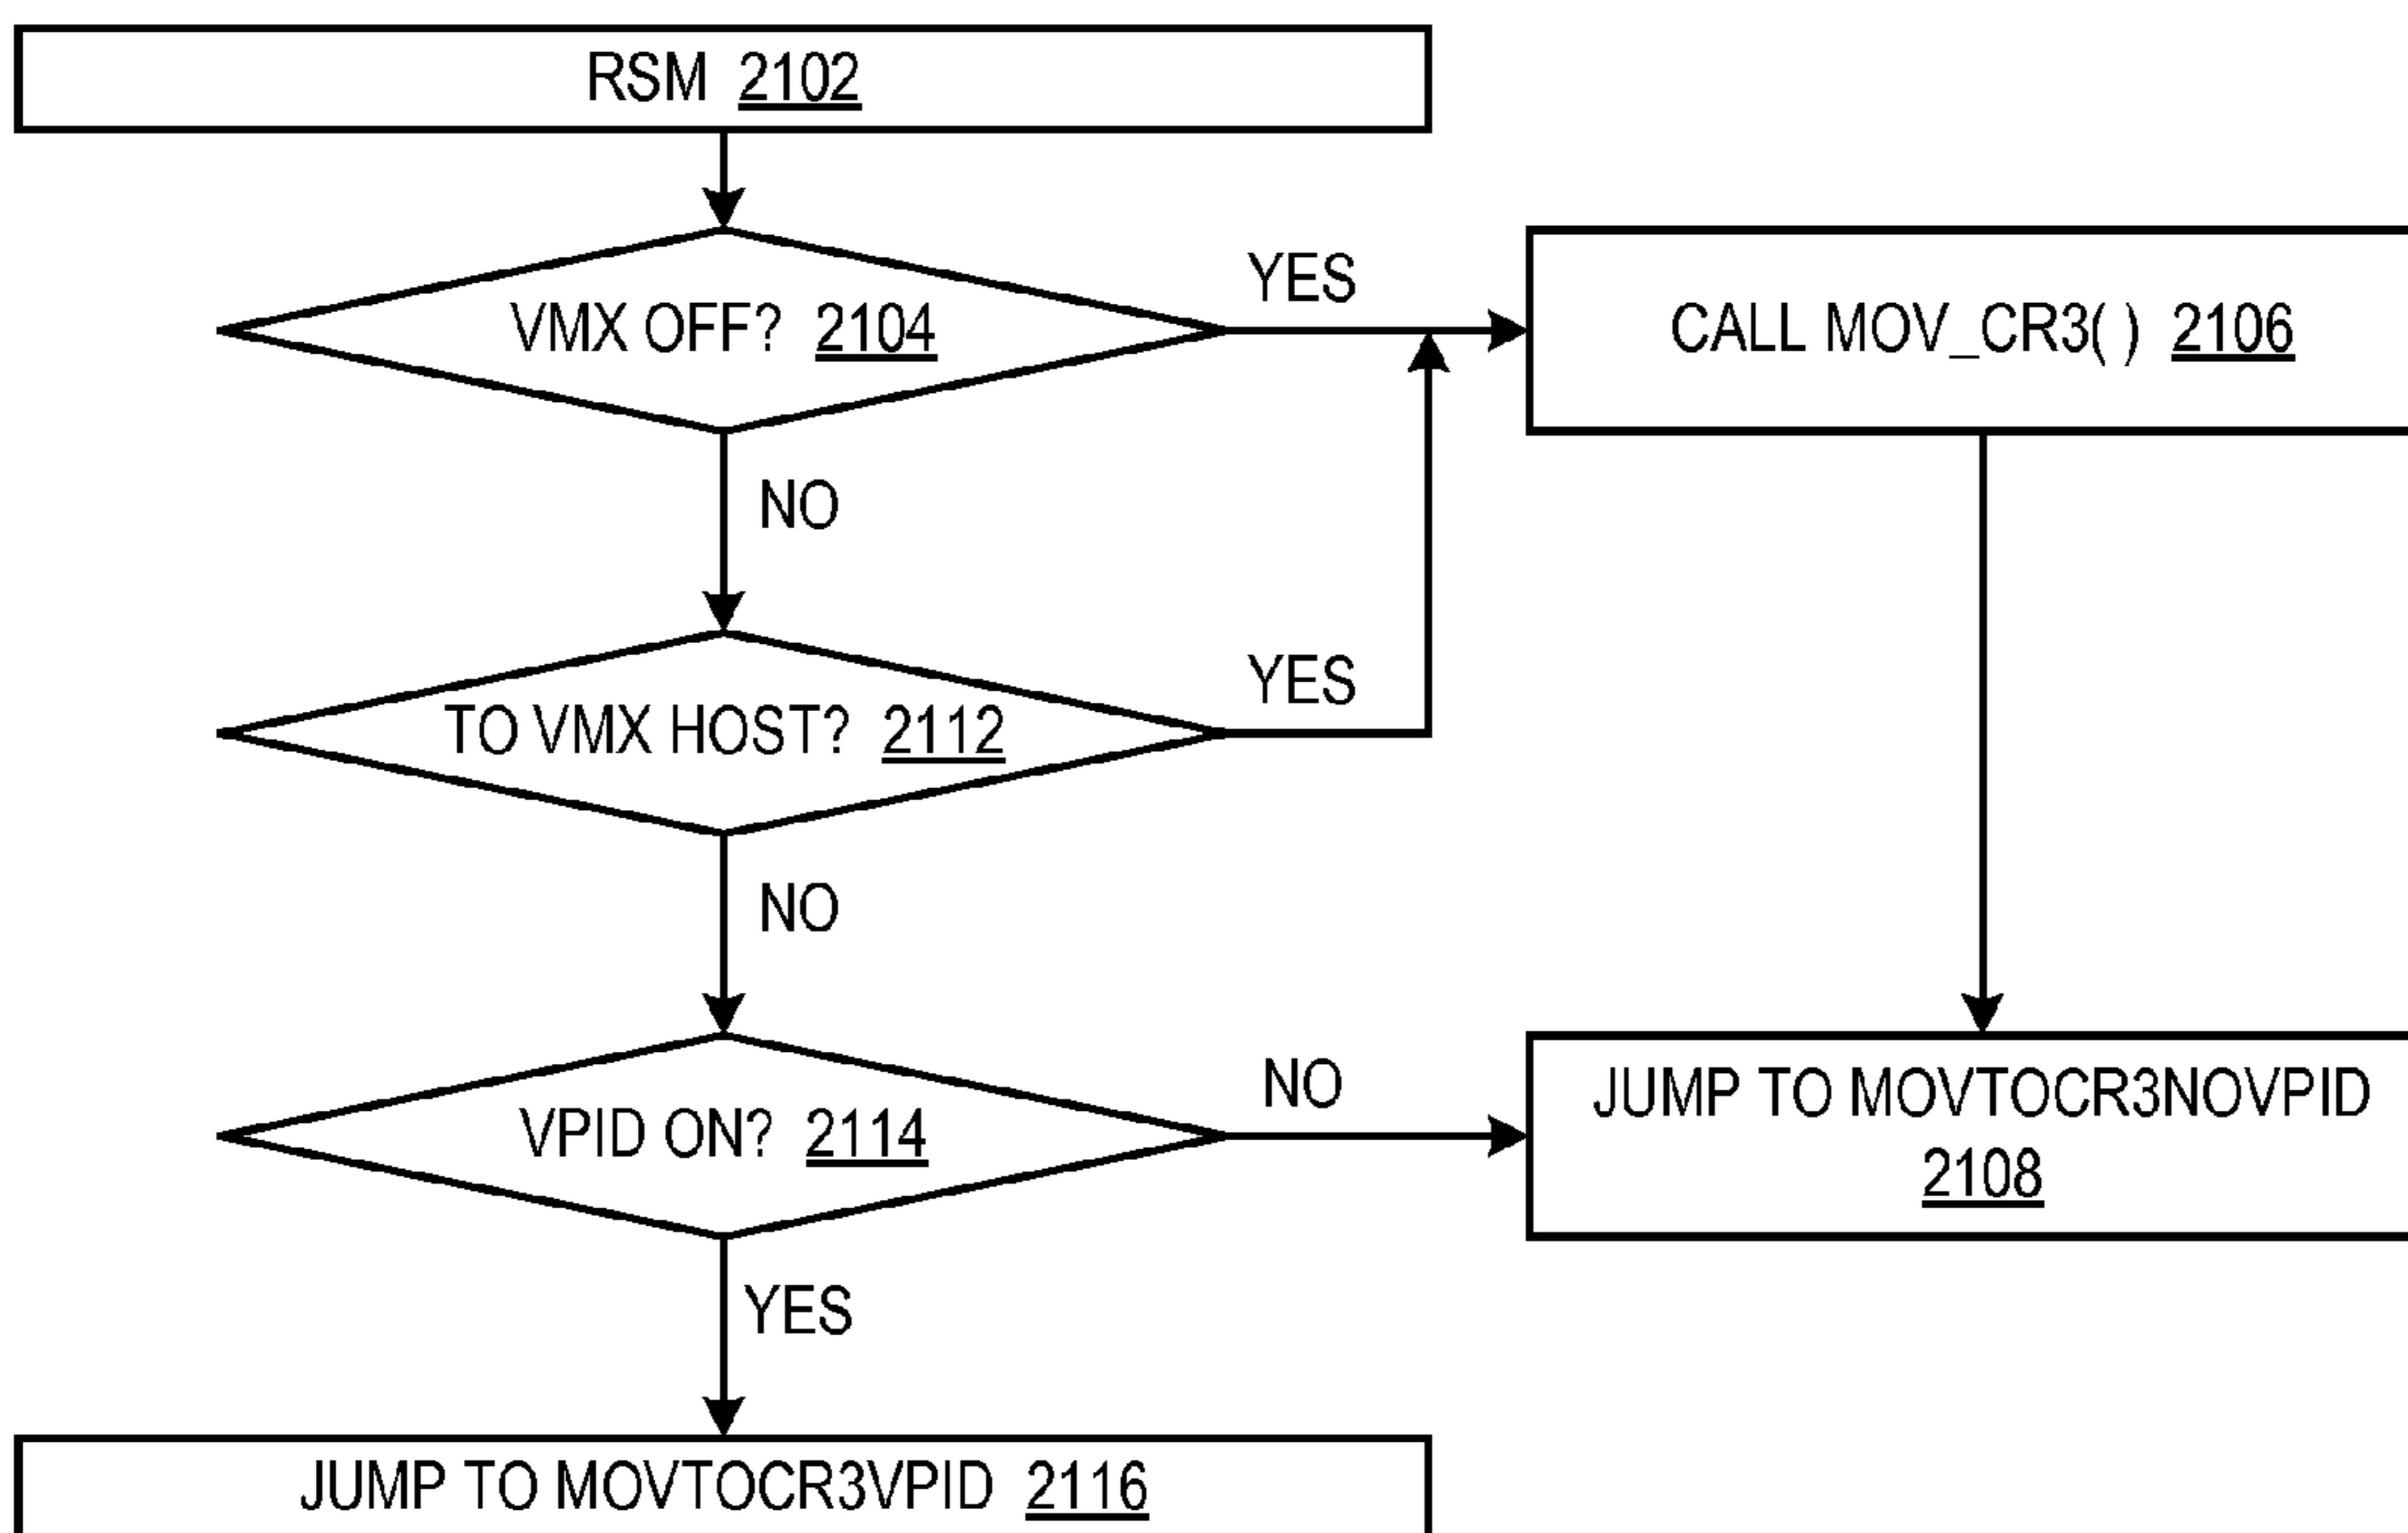 RSM 2102
VMX OFF? 2104
YES
CALL MOV_CR3( ) 2106
NO
TO VMX HOST? 2112
YES
NO
VPID ON? 2114
NO
JUMP TO MOVTOCR3NOVPID
2108
YES
JUMP TO MOVTOCR3VPID 2116